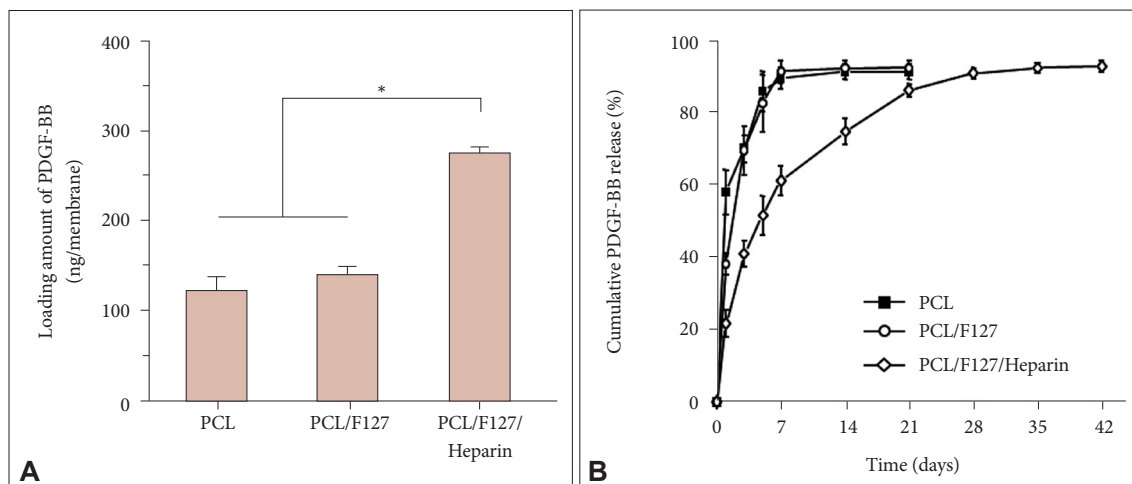 400
300
200
100
0
Loading amount of PDGF-BB
(ng/membrane)
*
PCL
PCL/F127
PCL/F127/
Heparin
A
100
80
60
40
20
0
Cumulative PDGF-BB release (%)
PCL
PCL/F127
PCL/F127/Heparin
0 7 14 21 28 35 42
Time (days)
B